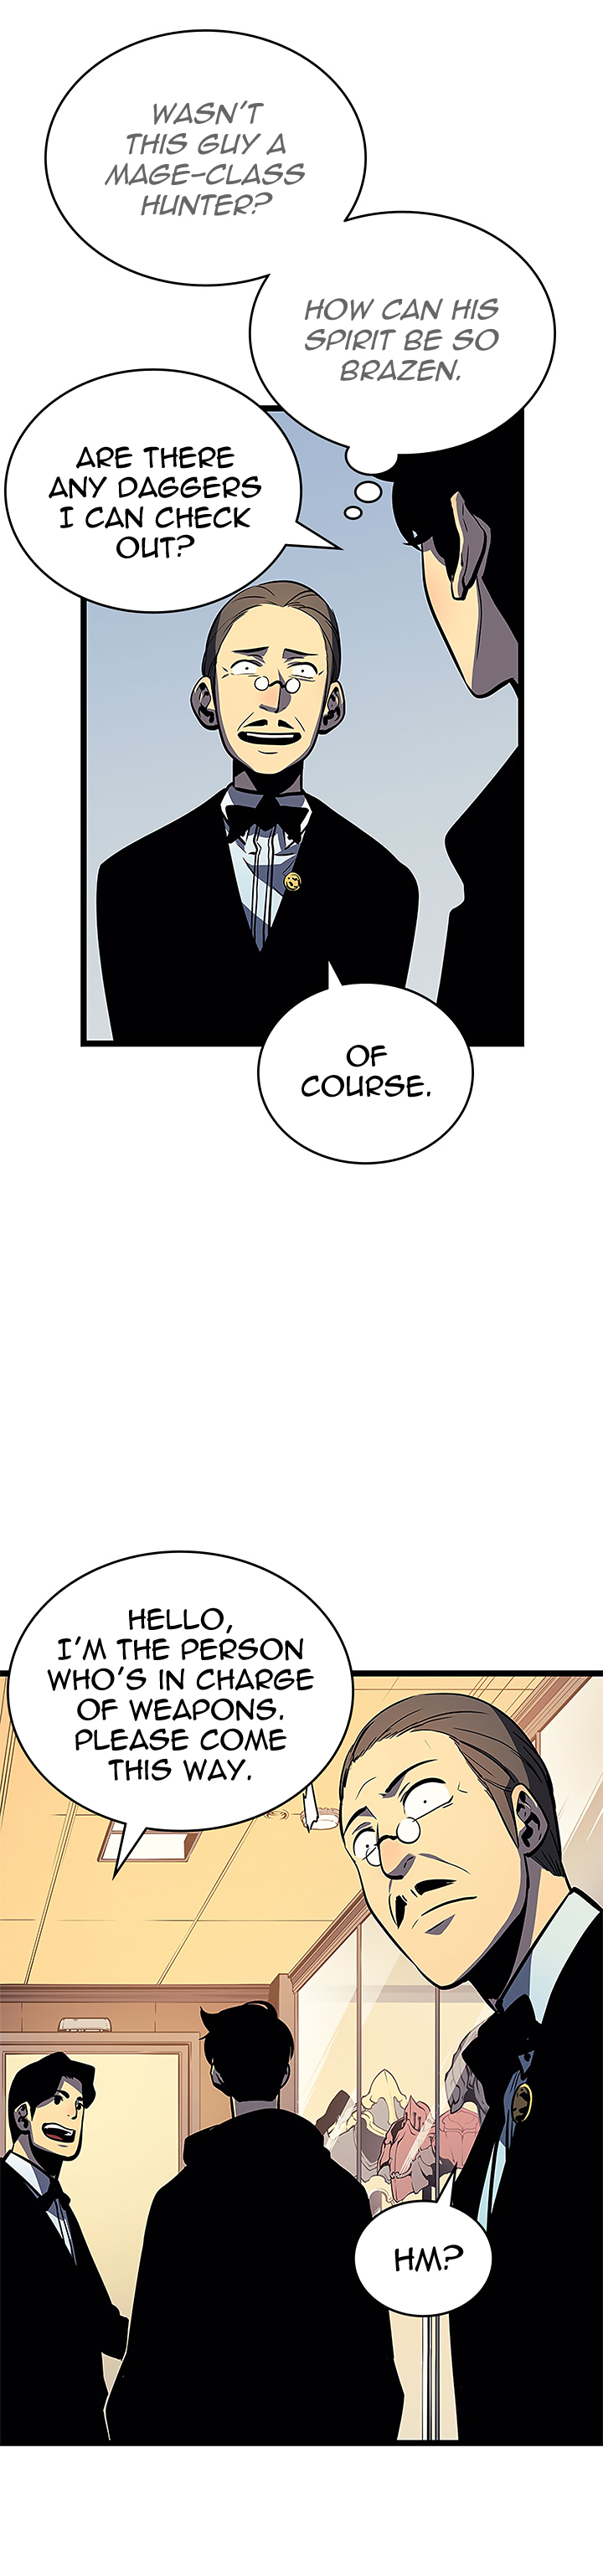 WASN'T
THIS GUY A
MAGE-CLASS
HUNTER?
HOW CAN HIS
SPIRIT BE SO
BRAZEN.
ARE THERE
ANY DAGGERS
I CAN CHECK
OUT?
OF
COURSE.
HELLO,
I'M THE PERSON
WHO'S IN CHARGE
OF WEAPONS.
PLEASE COME
THIS WAY.
HM?